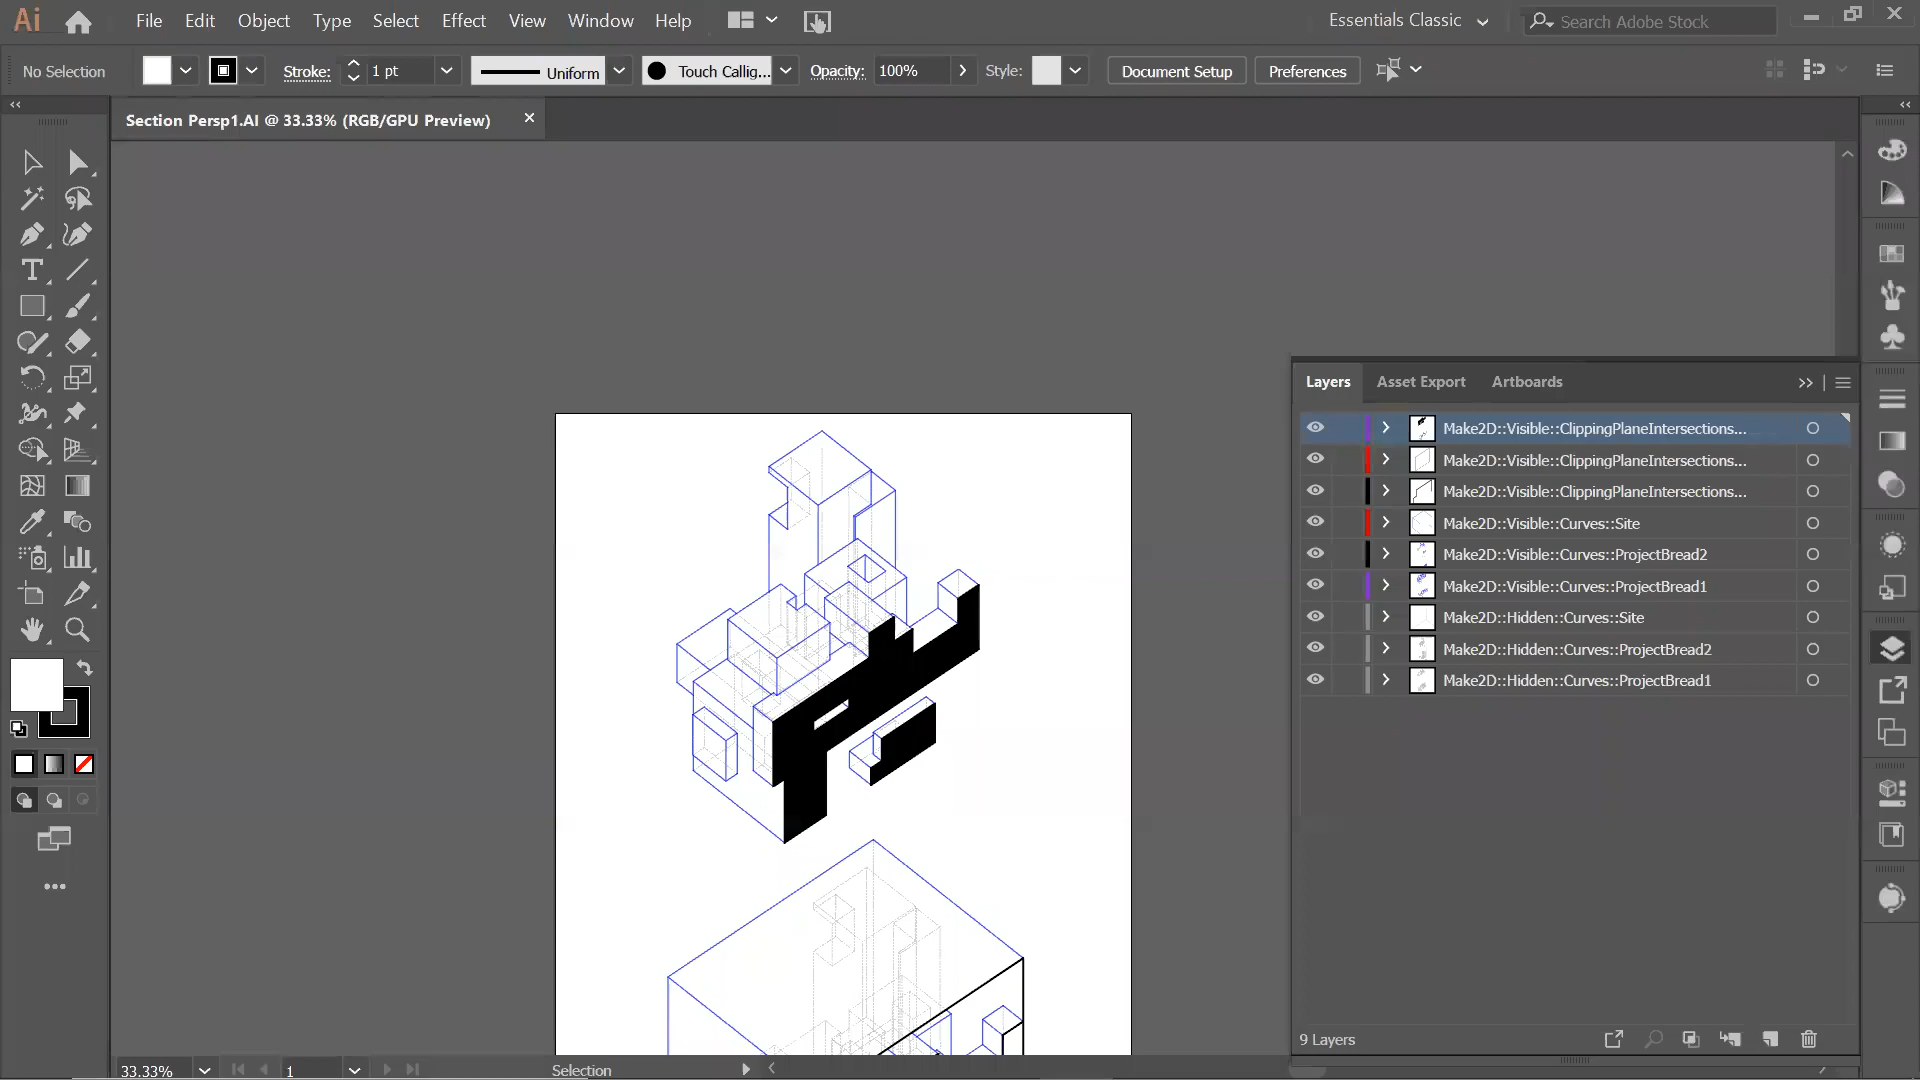 Ai File Edit Object Type Select Effect View Window Help Essentials Classic Search Adobe Stock
No Selection Stroke: 1 pt Uniform Touch Callig... Opacity: 100% Style: Document Setup Preferences
Section Persp1.AI @ 33.33% (RGB/GPU Preview)
Layers Asset Export Artboards
Make2D::Visible::ClippingPlaneIntersections...
Make2D::Visible::ClippingPlaneIntersections...
Make2D::Visible::ClippingPlaneIntersections...
Make2D::Visible::Curves::Site
Make2D::Visible::Curves::ProjectBread2
Make2D::Visible::Curves::ProjectBread1
Make2D::Hidden::Curves::Site
Make2D::Hidden::Curves::ProjectBread2
Make2D::Hidden::Curves::ProjectBread1
9 Layers
33.33% 1 Selection